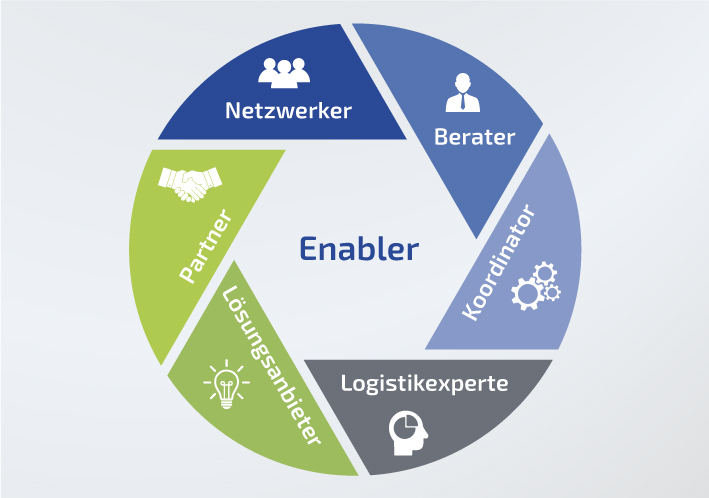 Netzwerker
Berater
Koordinator
Logistikexperte
Lösungsanbieter
Partner
Enabler